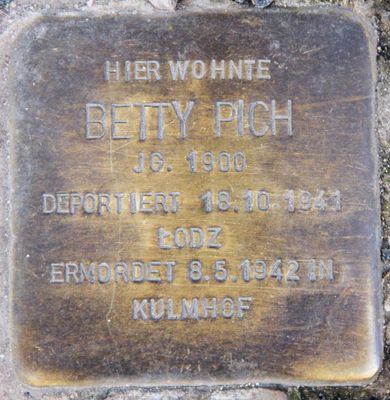 HIER WOHNTE
BETTY PICH
JG. 1900
DEPORTIERT 18.10.1941
ŁODZ
ERMORDET 8.5.1942 IN
KULMHOF